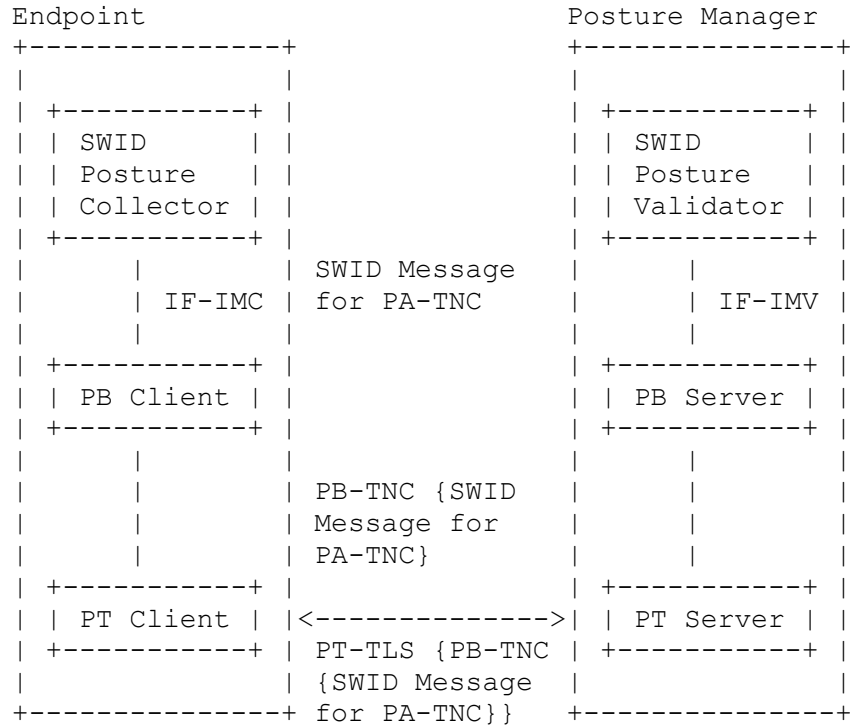 Endpoint Posture Manager
SWID SWID
Posture Posture
Collector Validator
SWID Message
IF-IMC for PA-TNC IF-IMV
PB Client PB Server
PB-TNC {SWID
Message for
PA-TNC}
PT Client <--------------> PT Server
PT-TLS {PB-TNC
{SWID Message
for PA-TNC}}